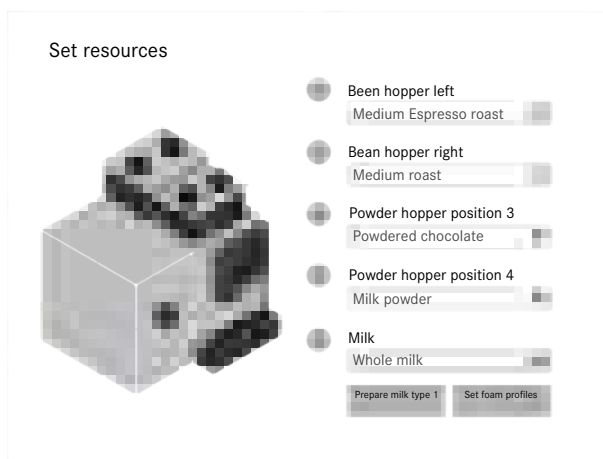 Set resources
Been hopper left
Medium Espresso roast
Bean hopper right
Medium roast
Powder hopper position 3
Powdered chocolate
Powder hopper position 4
Milk powder
Milk
Whole milk
Prepare milk type 1
Set foam profiles